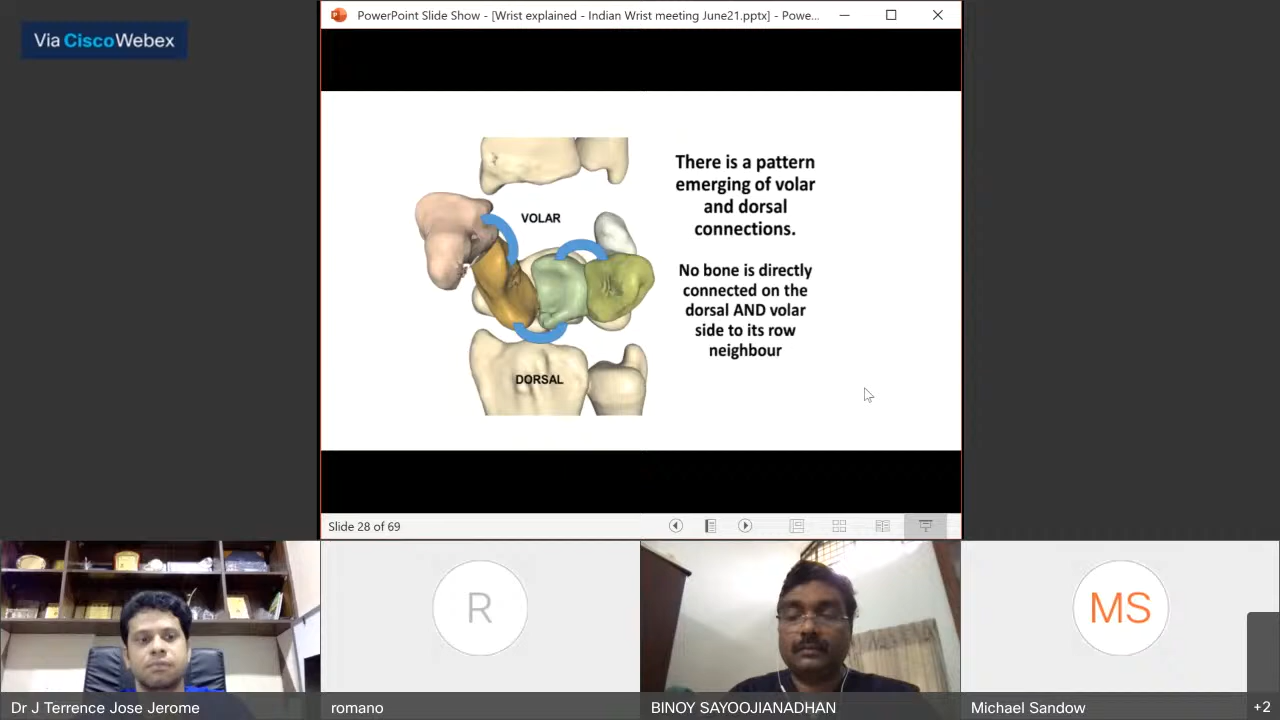 Via Cisco Webex
PowerPoint Slide Show - [Wrist explained - Indian Wrist meeting June21.pptx] - Powe...
There is a pattern
emerging of volar
and dorsal
connections.
VOLAR
No bone is directly
connected on the
dorsal AND volar
side to its row
neighbour
DORSAL
Slide 28 of 69
R
MS
Dr J Terrence Jose Jerome
romano
BINOY SAYOOJIANADHAN
Michael Sandow
+2